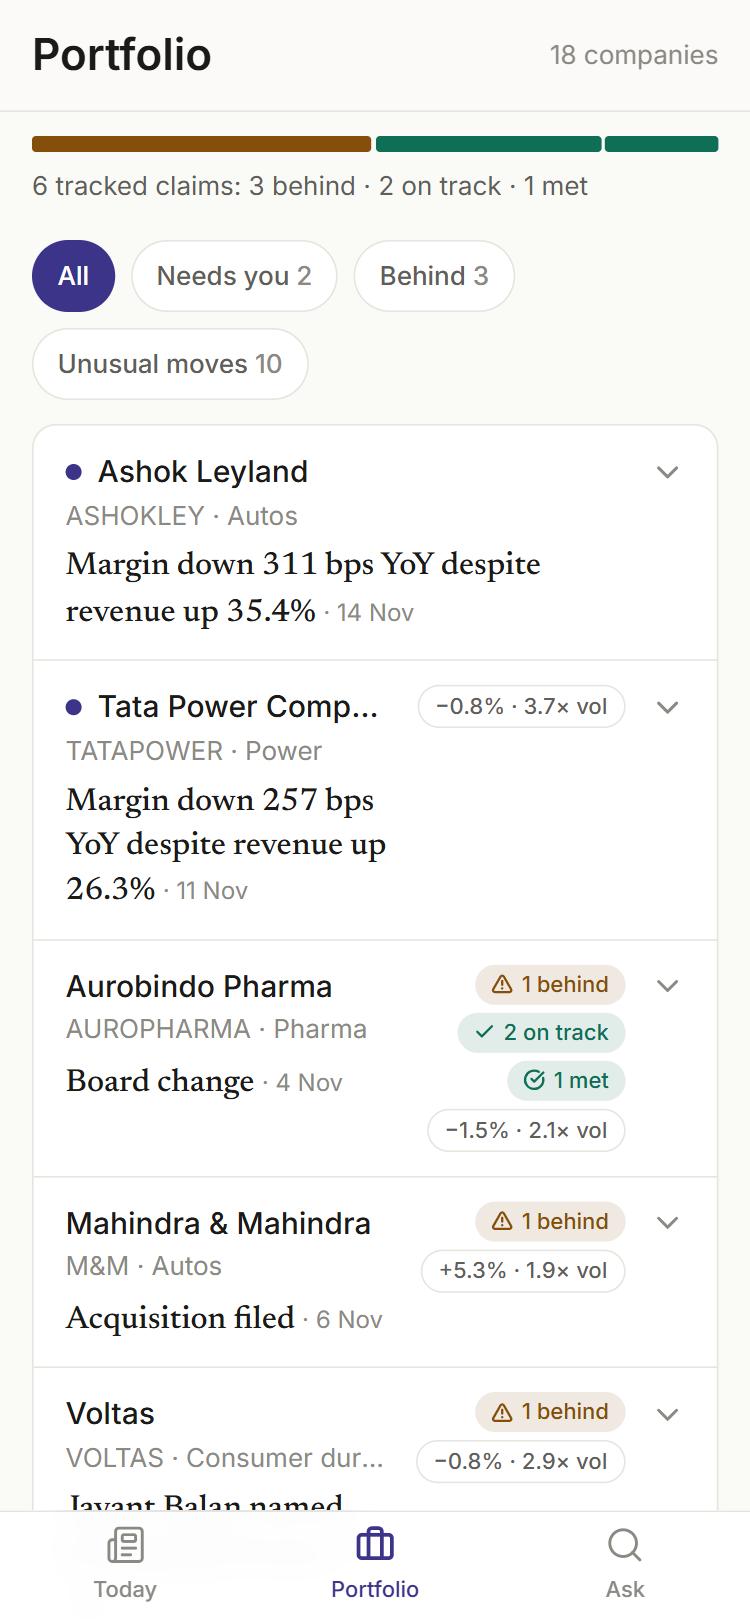 Portfolio
18 companies
6 tracked claims: 3 behind · 2 on track · 1 met
All
Needs you 2
Behind 3
Unusual moves 10
Ashok Leyland
ASHOKLEY · Autos
Margin down 311 bps YoY despite
revenue up 35.4% · 14 Nov
Tata Power Comp...
−0.8% · 3.7× vol
TATAPOWER · Power
Margin down 257 bps
YoY despite revenue up
26.3% · 11 Nov
Aurobindo Pharma
1 behind
AUROPHARMA · Pharma
2 on track
Board change · 4 Nov
1 met
−1.5% · 2.1× vol
Mahindra & Mahindra
1 behind
M&M · Autos
+5.3% · 1.9× vol
Acquisition filed · 6 Nov
Voltas
1 behind
VOLTAS · Consumer dur...
−0.8% · 2.9× vol
Jayant Balan named
Today
Portfolio
Ask